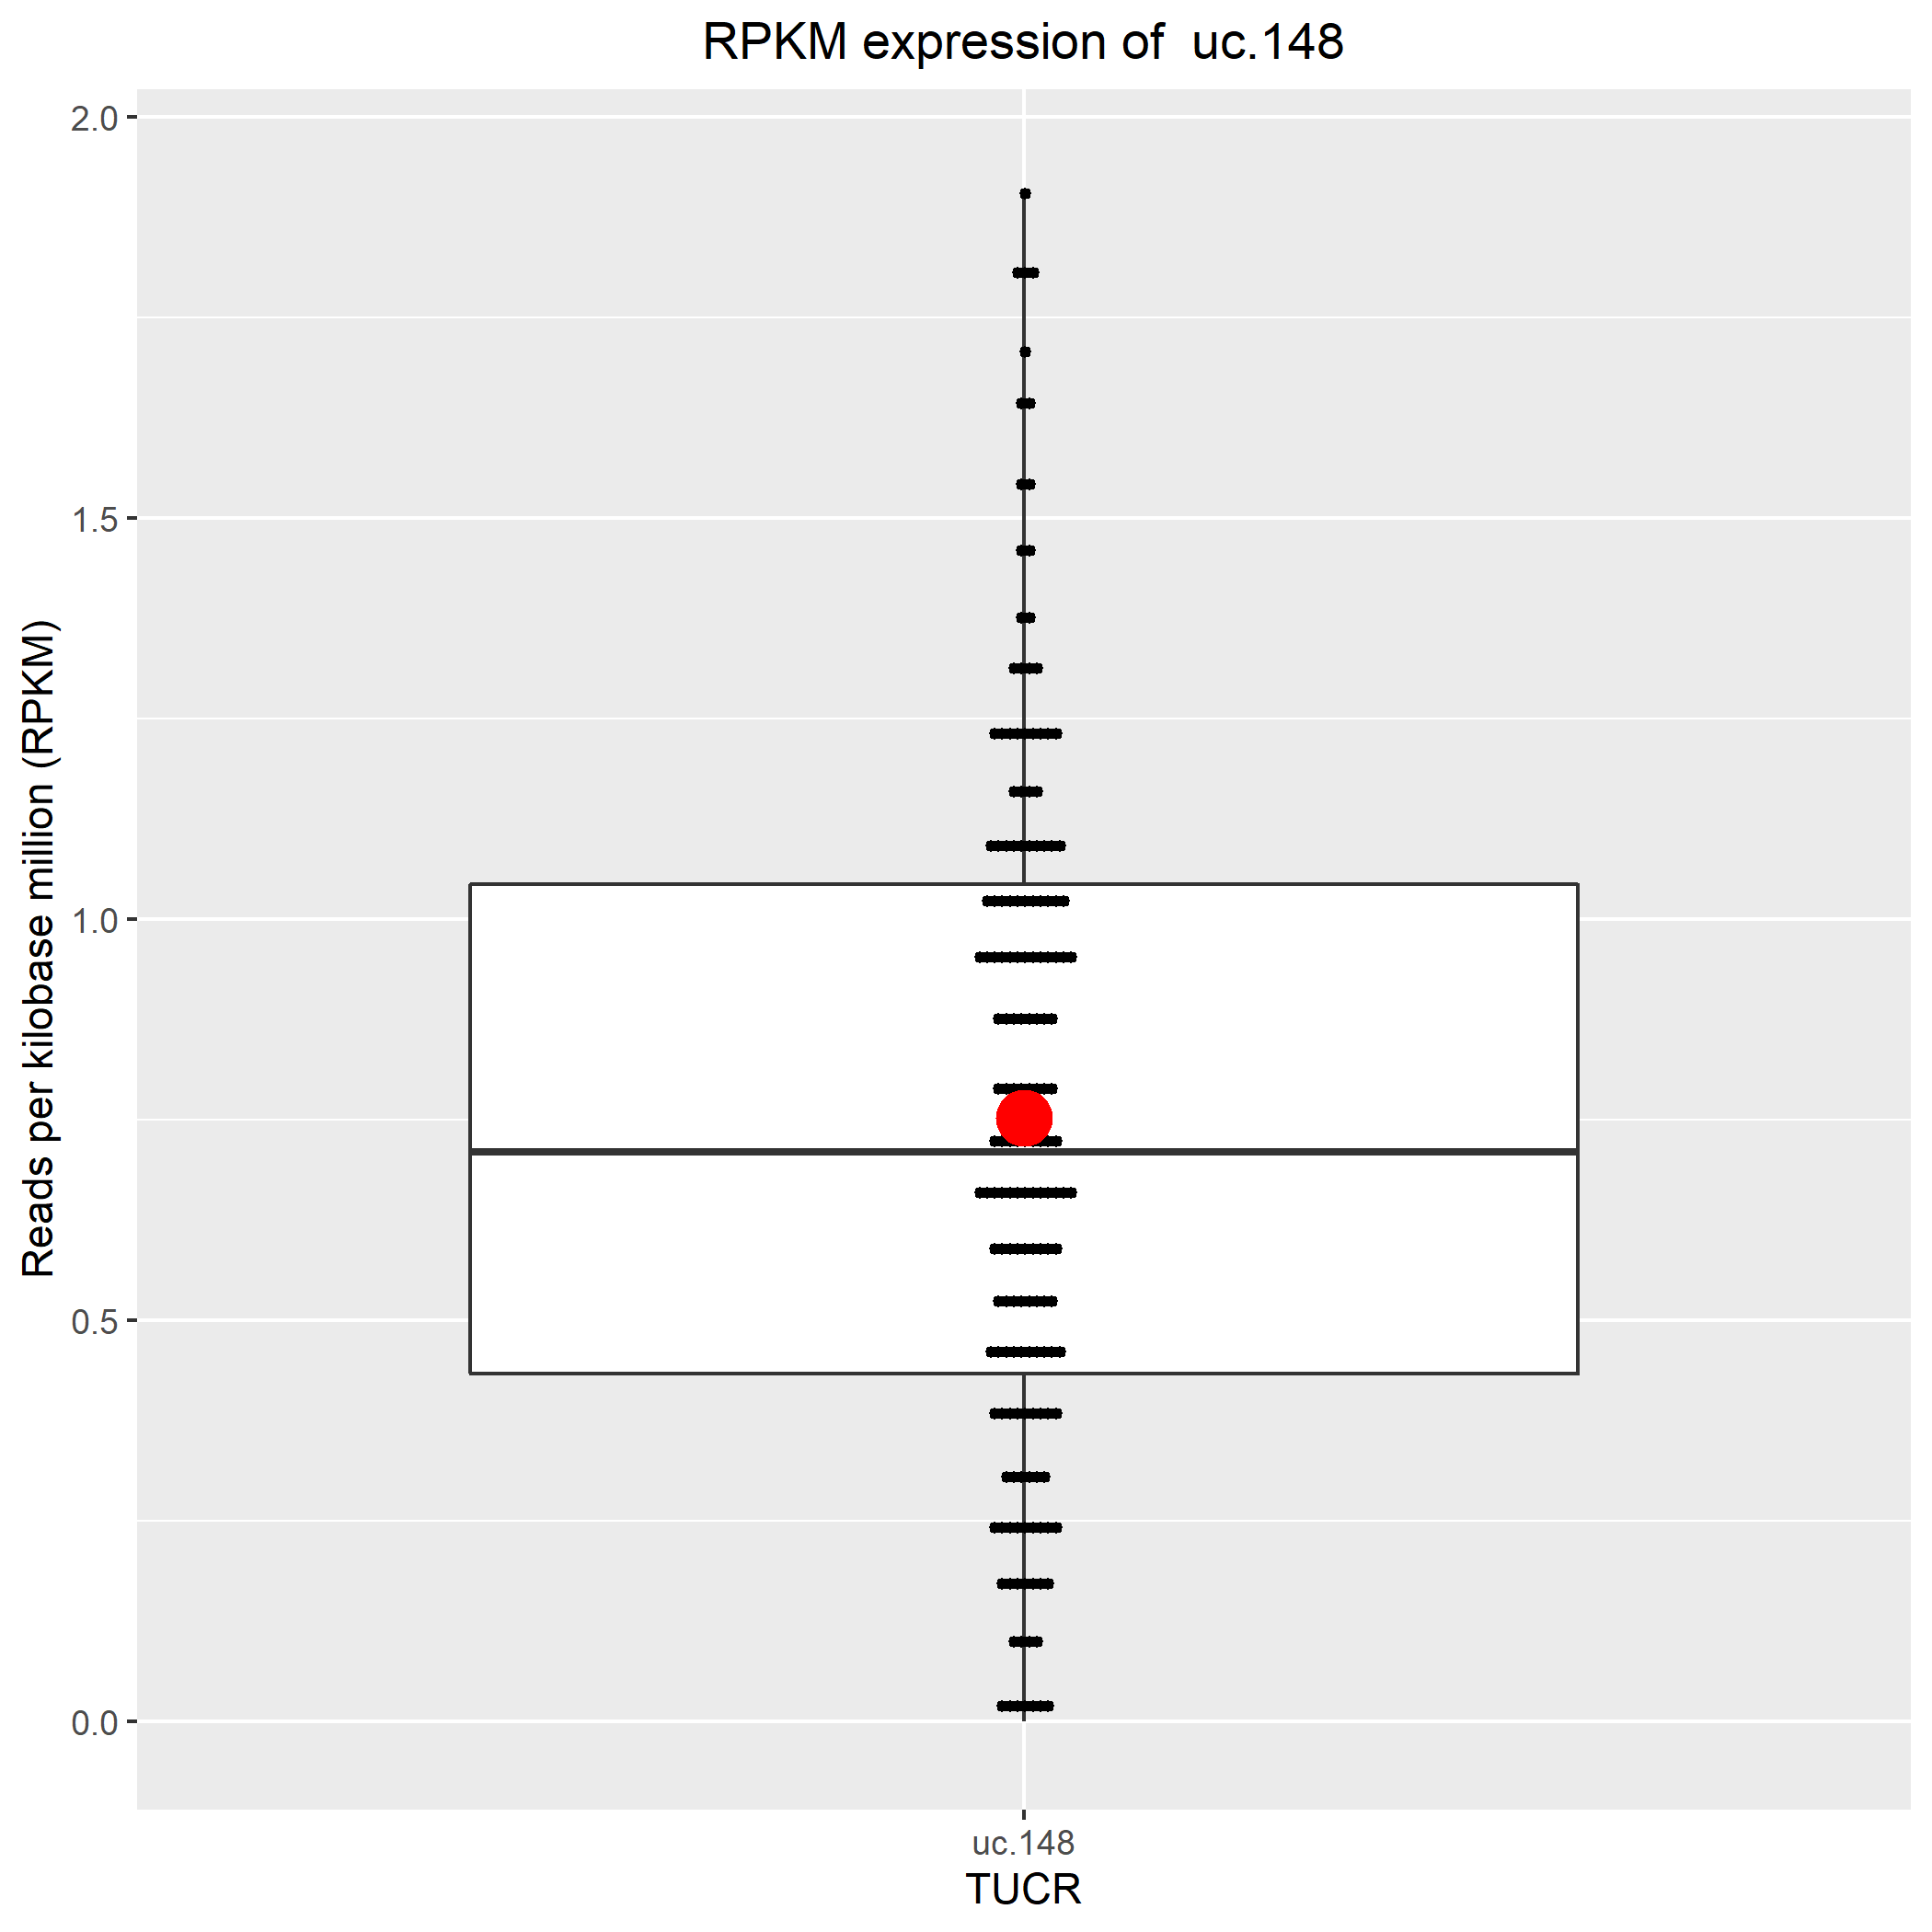 RPKM expression of  uc.148
Reads per kilobase million (RPKM)
2.0
1.5
1.0
0.5
0.0
uc.148
TUCR